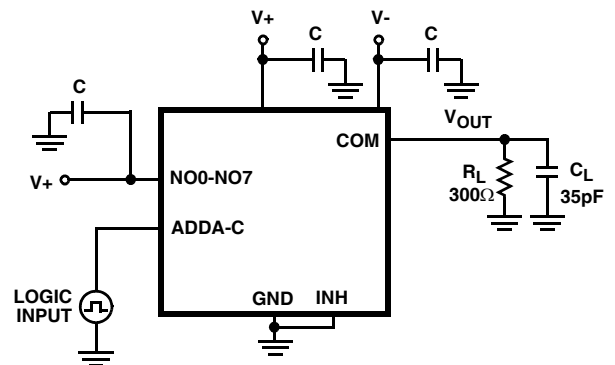 V+
V-
C
C
C
V+
NO0-NO7
ADDA-C
LOGIC
INPUT
GND
INH
COM
VOUT
RL
300Ω
CL
35pF